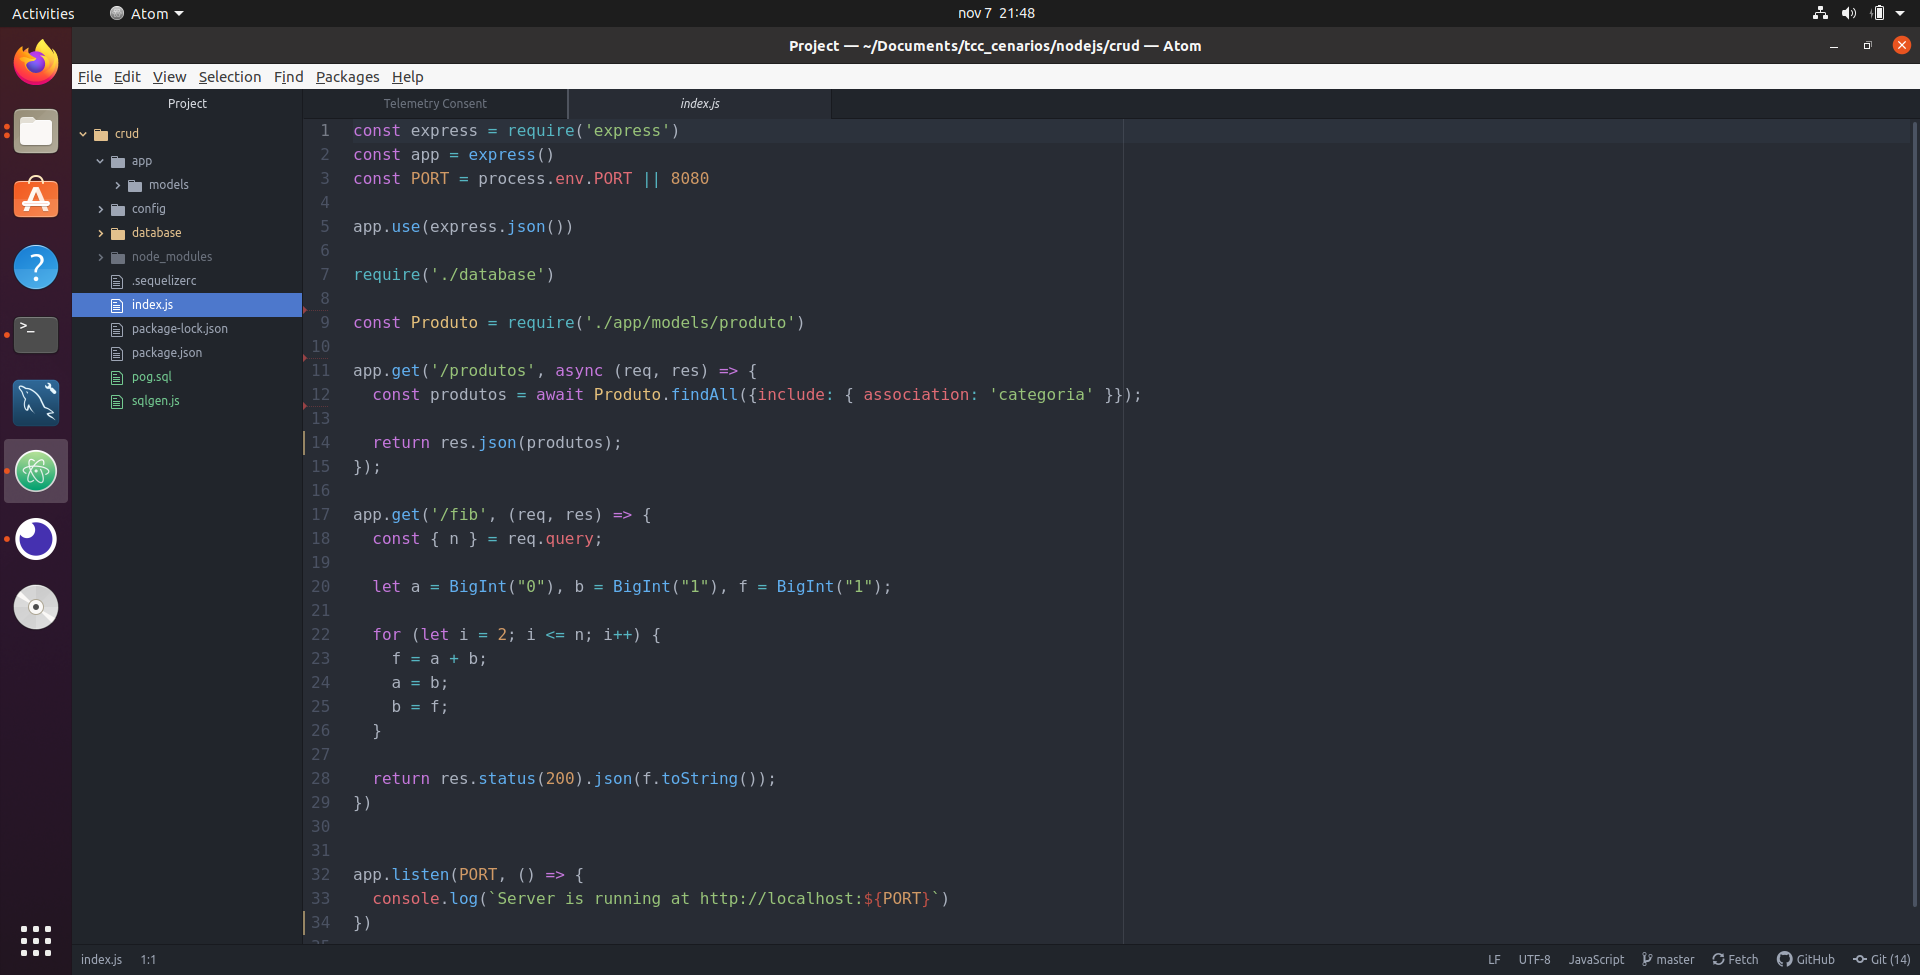 Activities
Atom
nov 7 21:48
Project — ~/Documents/tcc_cenarios/nodejs/crud — Atom
File Edit View Selection Find Packages Help
Project
crud
app
models
config
database
node_modules
.sequelizerc
index.js
package-lock.json
package.json
pog.sql
sqlgen.js
Telemetry Consent
index.js
1 const express = require('express')
2 const app = express()
3 const PORT = process.env.PORT || 8080
4
5 app.use(express.json())
6
7 require('./database')
8
9 const Produto = require('./app/models/produto')
10
11 app.get('/produtos', async (req, res) => {
12   const produtos = await Produto.findAll({include: { association: 'categoria' }});
13
14   return res.json(produtos);
15 });
16
17 app.get('/fib', (req, res) => {
18   const { n } = req.query;
19
20   let a = BigInt("0"), b = BigInt("1"), f = BigInt("1");
21
22   for (let i = 2; i <= n; i++) {
23     f = a + b;
24     a = b;
25     b = f;
26   }
27
28   return res.status(200).json(f.toString());
29 })
30
31
32 app.listen(PORT, () => {
33   console.log(`Server is running at http://localhost:${PORT}`)
34 })
index.js 1:1
LF UTF-8 JavaScript master Fetch GitHub Git (14)